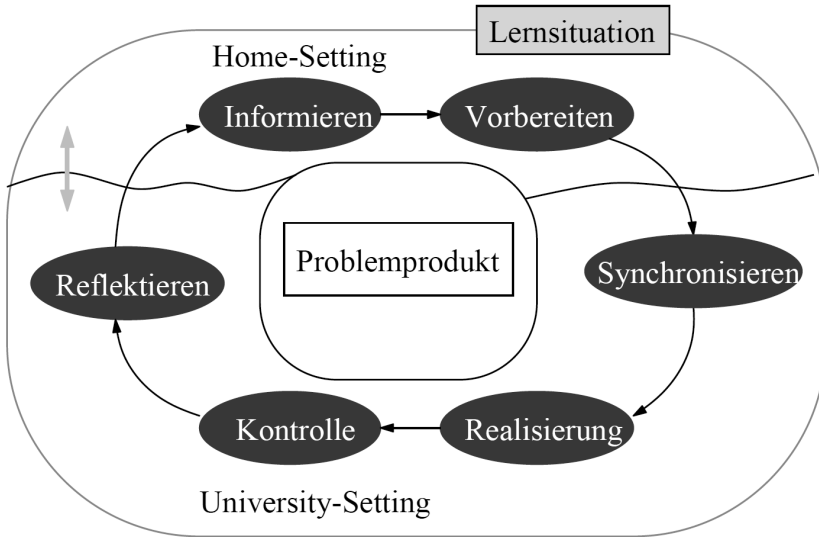 Lernsituation
Home-Setting
Informieren
Vorbereiten
Problemprodukt
Synchronisieren
Reflektieren
Kontrolle
Realisierung
University-Setting